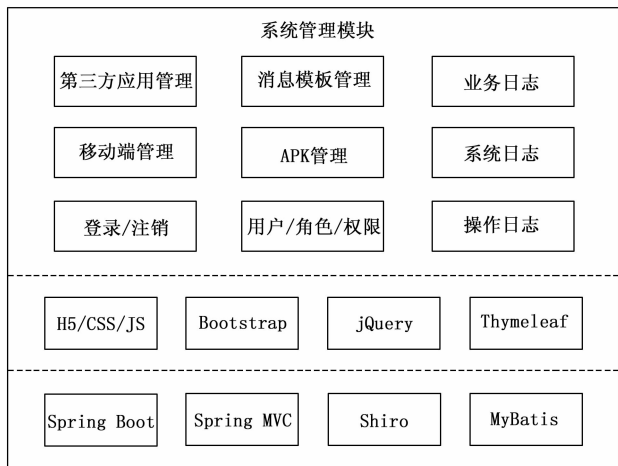 系统管理模块
第三方应用管理
消息模板管理
业务日志
移动端管理
APK管理
系统日志
登录/注销
用户/角色/权限
操作日志
H5/CSS/JS
Bootstrap
jQuery
Thymeleaf
Spring Boot
Spring MVC
Shiro
MyBatis